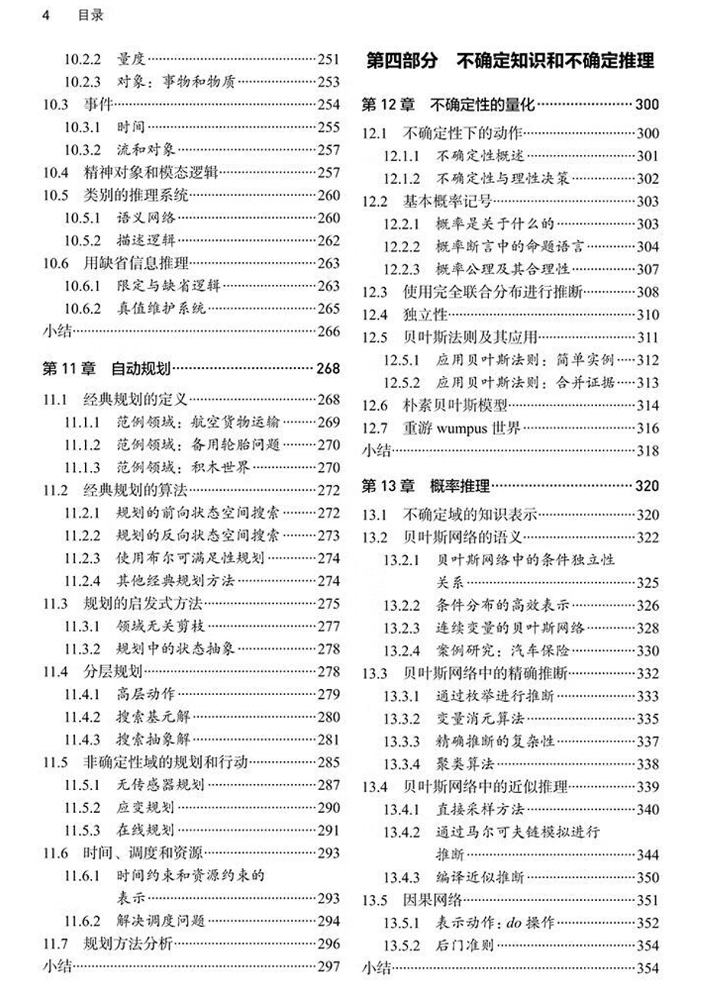 4 目录
10.2.2 量度……251
10.2.3 对象：事物和物质……253
10.3 事件……254
10.3.1 时间……255
10.3.2 流和对象……257
10.4 精神对象和模态逻辑……257
10.5 类别的推理系统……260
10.5.1 语义网络……260
10.5.2 描述逻辑……262
10.6 用缺省信息推理……263
10.6.1 限定与缺省逻辑……263
10.6.2 真值维护系统……265
小结……266
第 11 章 自动规划……268
11.1 经典规划的定义……268
11.1.1 范例领域：航空货物运输……269
11.1.2 范例领域：备用轮胎问题……270
11.1.3 范例领域：积木世界……270
11.2 经典规划的算法……272
11.2.1 规划的前向状态空间搜索……272
11.2.2 规划的反向状态空间搜索……273
11.2.3 使用布尔可满足性规划……274
11.2.4 其他经典规划方法……274
11.3 规划的启发式方法……275
11.3.1 领域无关剪枝……277
11.3.2 规划中的状态抽象……278
11.4 分层规划……278
11.4.1 高层动作……279
11.4.2 搜索基元解……280
11.4.3 搜索抽象解……281
11.5 非确定性域的规划和行动……285
11.5.1 无传感器规划……287
11.5.2 应变规划……290
11.5.3 在线规划……291
11.6 时间、调度和资源……293
11.6.1 时间约束和资源约束的
表示……293
11.6.2 解决调度问题……294
11.7 规划方法分析……296
小结……297
第四部分 不确定知识和不确定推理
第 12 章 不确定性的量化……300
12.1 不确定性下的动作……300
12.1.1 不确定性概述……301
12.1.2 不确定性与理性决策……302
12.2 基本概率记号……303
12.2.1 概率是关于什么的……303
12.2.2 概率断言中的命题语言……304
12.2.3 概率公理及其合理性……307
12.3 使用完全联合分布进行推断……308
12.4 独立性……310
12.5 贝叶斯法则及其应用……311
12.5.1 应用贝叶斯法则：简单实例……312
12.5.2 应用贝叶斯法则：合并证据……313
12.6 朴素贝叶斯模型……314
12.7 重游 wumpus 世界……316
小结……318
第 13 章 概率推理……320
13.1 不确定域的知识表示……320
13.2 贝叶斯网络的语义……322
13.2.1 贝叶斯网络中的条件独立性
关系……325
13.2.2 条件分布的高效表示……326
13.2.3 连续变量的贝叶斯网络……328
13.2.4 案例研究：汽车保险……330
13.3 贝叶斯网络中的精确推断……332
13.3.1 通过枚举进行推断……333
13.3.2 变量消元算法……335
13.3.3 精确推断的复杂性……337
13.3.4 聚类算法……338
13.4 贝叶斯网络中的近似推理……339
13.4.1 直接采样方法……340
13.4.2 通过马尔可夫链模拟进行
推断……344
13.4.3 编译近似推断……350
13.5 因果网络……351
13.5.1 表示动作：do 操作……352
13.5.2 后门准则……354
小结……354